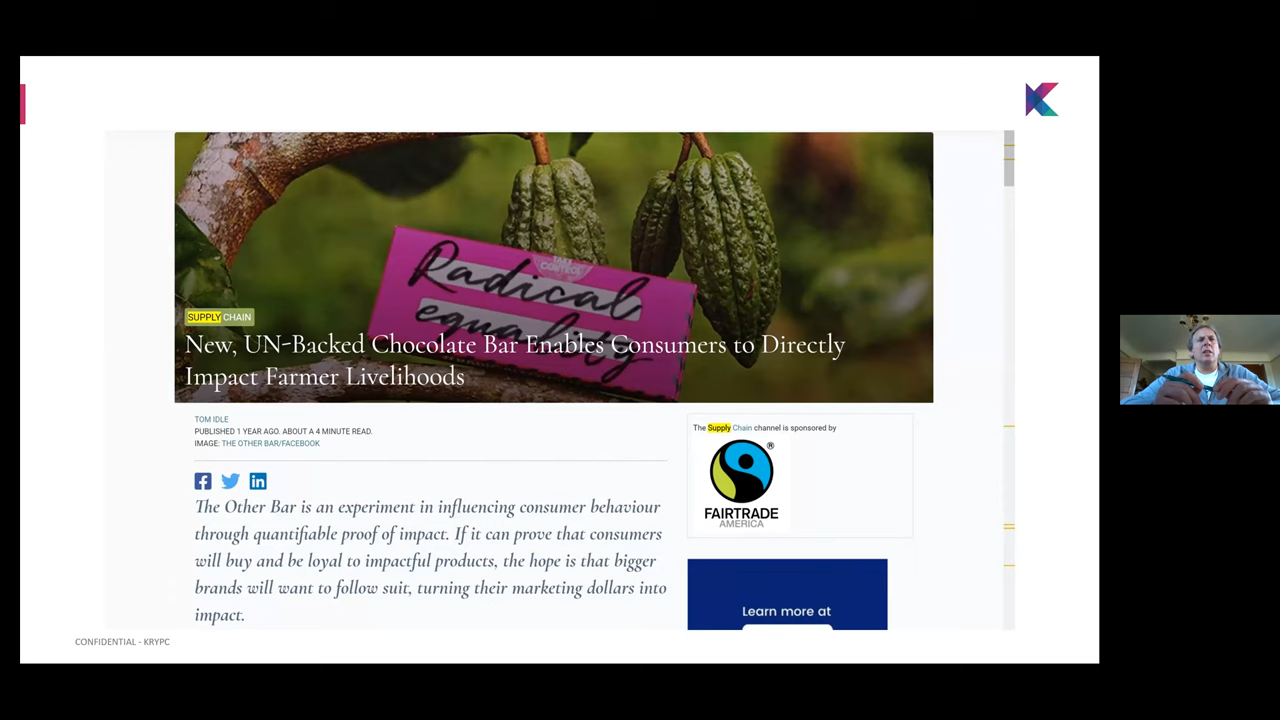 TAKE
CONTROL
Radical
equality
SUPPLY CHAIN
New, UN-Backed Chocolate Bar Enables Consumers to Directly
Impact Farmer Livelihoods
TOM IDLE
PUBLISHED 1 YEAR AGO. ABOUT A 4 MINUTE READ.
IMAGE: THE OTHER BAR/FACEBOOK
The Other Bar is an experiment in influencing consumer behaviour
through quantifiable proof of impact. If it can prove that consumers
will buy and be loyal to impactful products, the hope is that bigger
brands will want to follow suit, turning their marketing dollars into
impact.
The Supply Chain channel is sponsored by
®
FAIRTRADE
AMERICA
Learn more at
CONFIDENTIAL - KRYPC